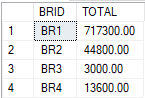 BRID TOTAL
1 BR1 717300.00
2 BR2 44800.00
3 BR3 3000.00
4 BR4 13600.00